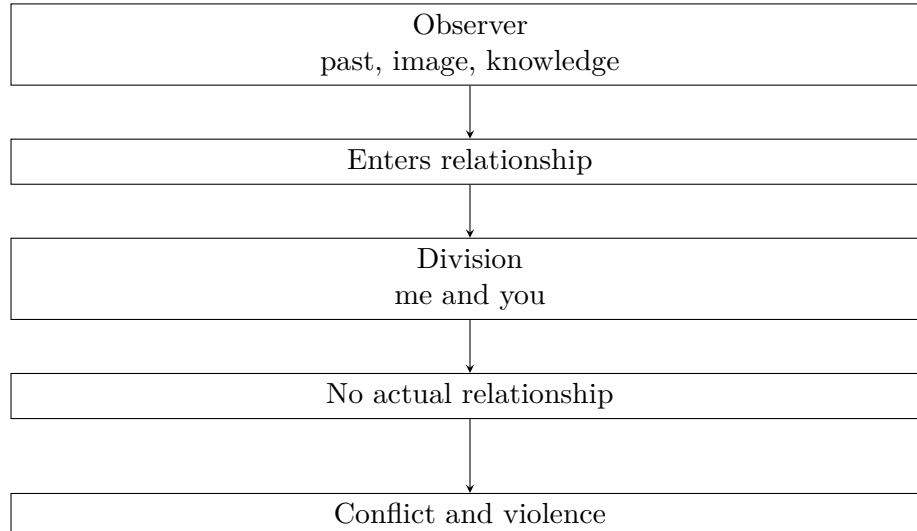 Observer
past, image, knowledge
Enters relationship
Division
me and you
No actual relationship
Conflict and violence